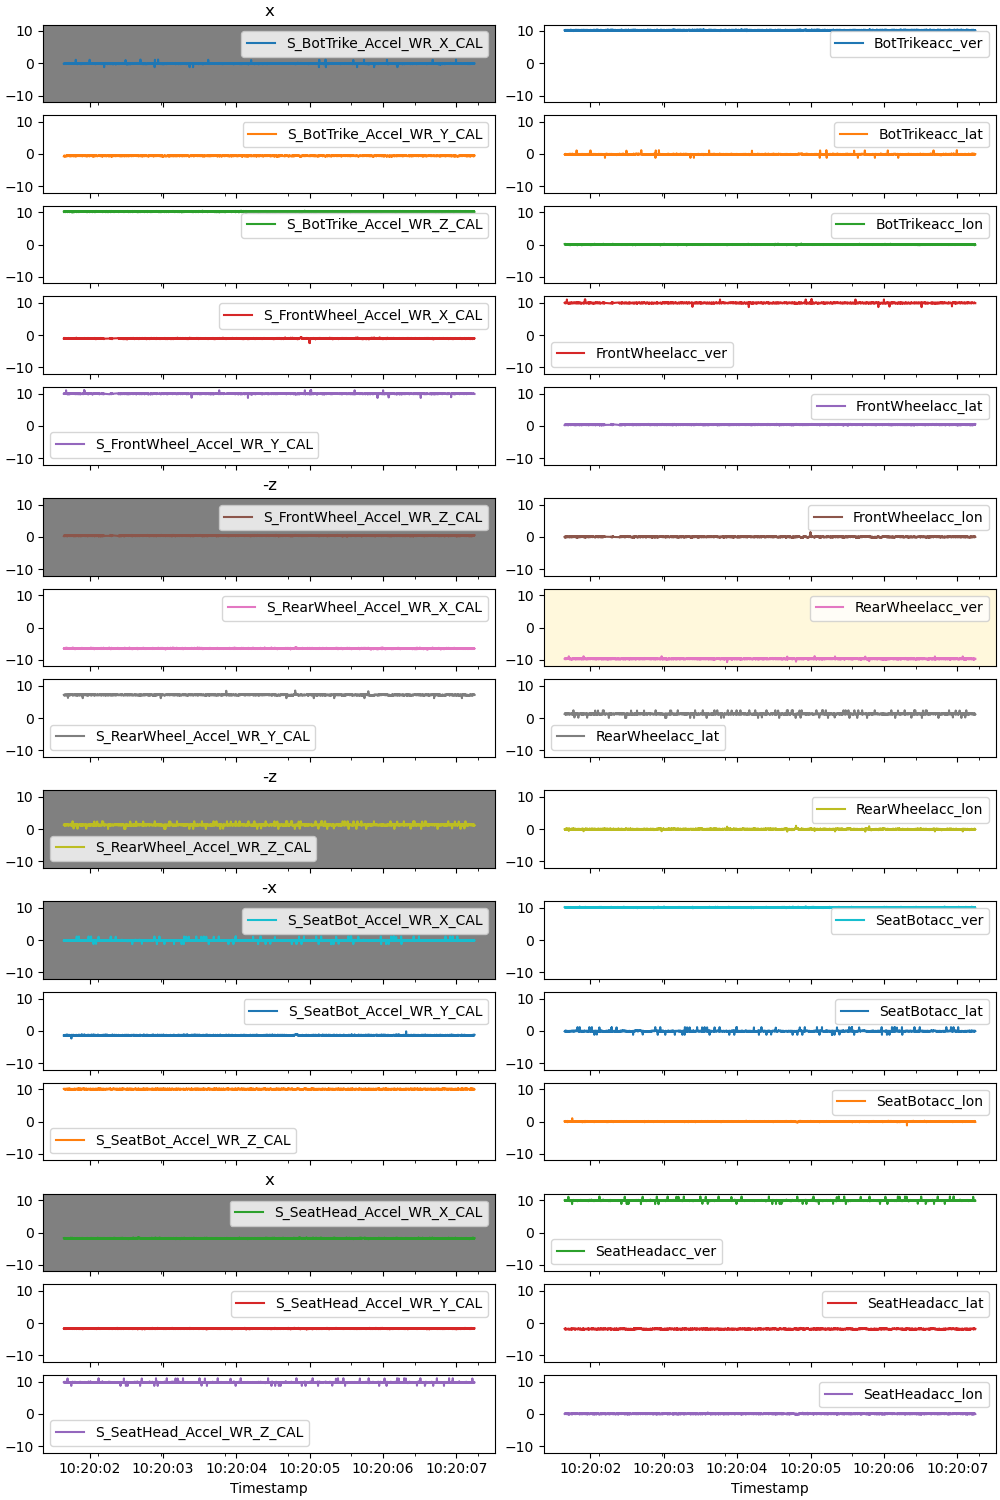 x
10
0
−10
S_BotTrike_Accel_WR_X_CAL
10
0
−10
BotTrikeacc_ver
10
0
−10
S_BotTrike_Accel_WR_Y_CAL
10
0
−10
BotTrikeacc_lat
10
0
−10
S_BotTrike_Accel_WR_Z_CAL
10
0
−10
BotTrikeacc_lon
10
0
−10
S_FrontWheel_Accel_WR_X_CAL
10
0
−10
FrontWheelacc_ver
10
0
−10
S_FrontWheel_Accel_WR_Y_CAL
10
0
−10
FrontWheelacc_lat
-z
10
0
−10
S_FrontWheel_Accel_WR_Z_CAL
10
0
−10
FrontWheelacc_lon
10
0
−10
S_RearWheel_Accel_WR_X_CAL
10
0
−10
RearWheelacc_ver
10
0
−10
S_RearWheel_Accel_WR_Y_CAL
10
0
−10
RearWheelacc_lat
-z
10
0
−10
S_RearWheel_Accel_WR_Z_CAL
10
0
−10
RearWheelacc_lon
-x
10
0
−10
S_SeatBot_Accel_WR_X_CAL
10
0
−10
SeatBotacc_ver
10
0
−10
S_SeatBot_Accel_WR_Y_CAL
10
0
−10
SeatBotacc_lat
10
0
−10
S_SeatBot_Accel_WR_Z_CAL
10
0
−10
SeatBotacc_lon
x
10
0
−10
S_SeatHead_Accel_WR_X_CAL
10
0
−10
SeatHeadacc_ver
10
0
−10
S_SeatHead_Accel_WR_Y_CAL
10
0
−10
SeatHeadacc_lat
10
0
−10
S_SeatHead_Accel_WR_Z_CAL
10
0
−10
SeatHeadacc_lon
10:20:02 10:20:03 10:20:04 10:20:05 10:20:06 10:20:07
Timestamp
10:20:02 10:20:03 10:20:04 10:20:05 10:20:06 10:20:07
Timestamp